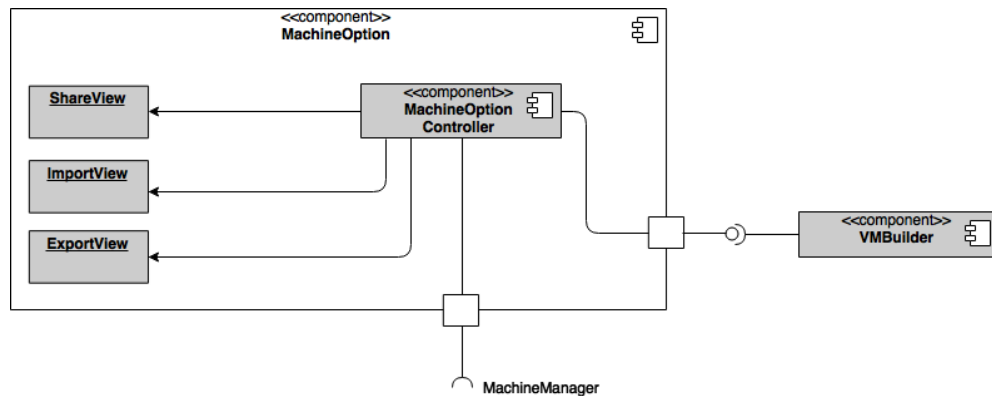 <<component>>
MachineOption
ShareView
<<component>>
MachineOption
Controller
ImportView
ExportView
<<component>>
VMBuilder
MachineManager